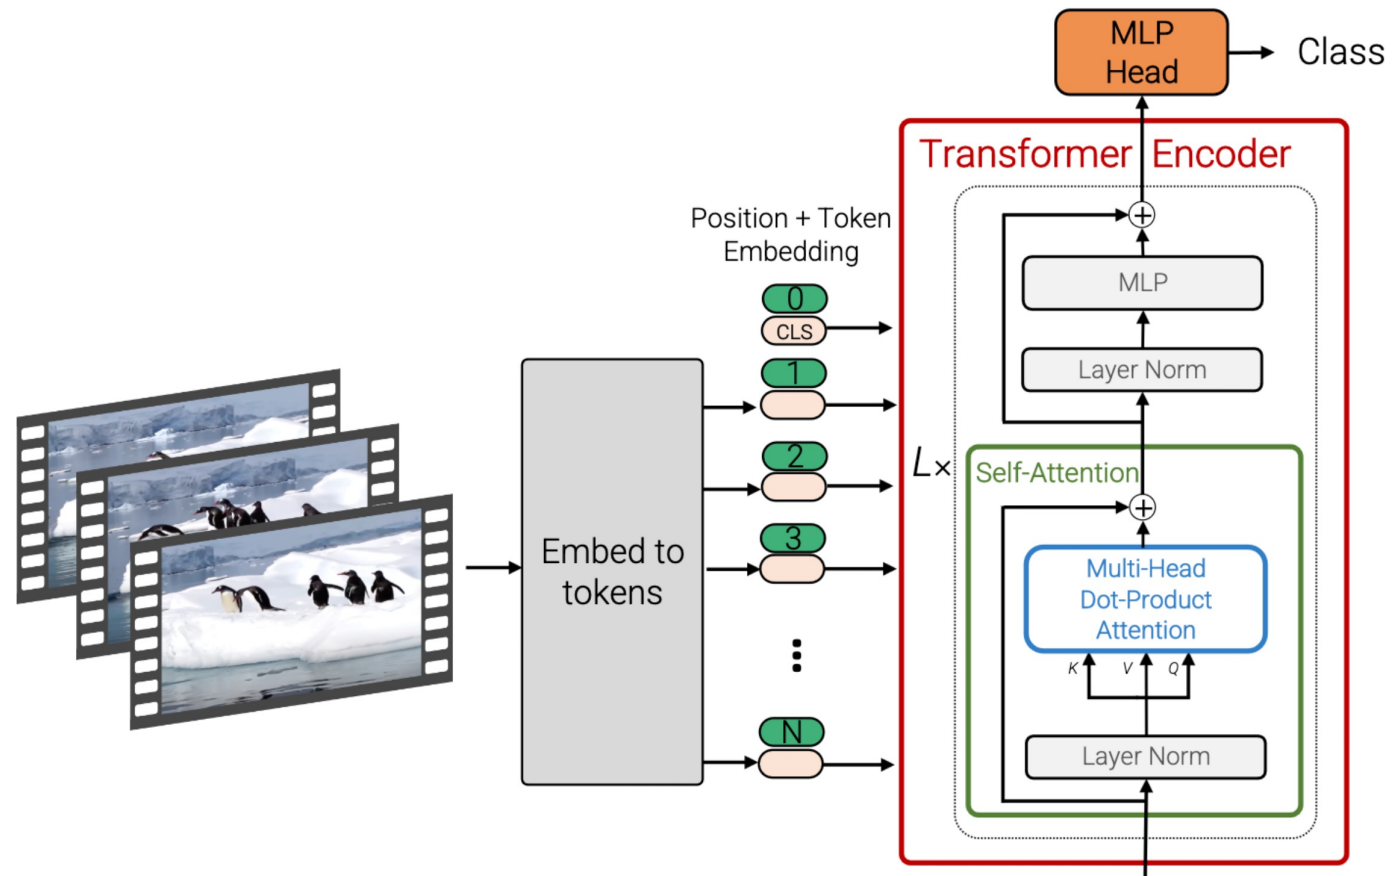 MLP
Head
Class
Transformer Encoder
Position + Token
Embedding
0
CLS
1
2
3
N
Embed to
tokens
L×
MLP
Layer Norm
Self-Attention
Multi-Head
Dot-Product
Attention
K V Q
Layer Norm